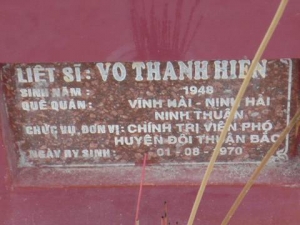 LIỆT SĨ : VO THANH HIEN
SINH NĂM : 1948
QUÊ QUÁN : VĨNH HẢI - NINH HẢI
NINH THUẬN
CHỨC VỤ, ĐƠN VỊ : CHÍNH TRỊ VIÊN PHÓ
HUYỆN ĐỘI THUẬN BẮC
NGÀY HY SINH : 01 - 08 - 1970